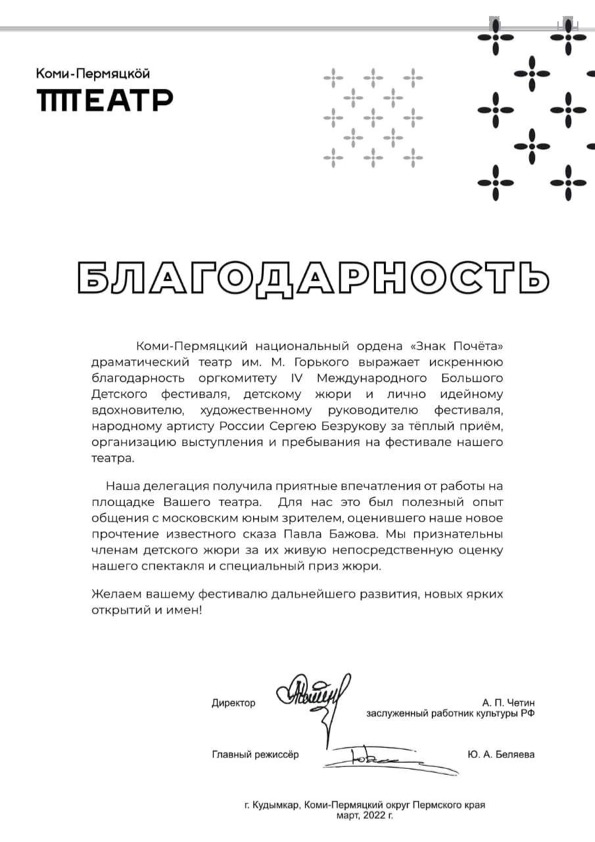 Коми-Пермяцкӧй
ТЕАТР
БЛАГОДАРНОСТЬ
Коми-Пермяцкий национальный ордена «Знак Почёта»
драматический театр им. М. Горького выражает искреннюю
благодарность оргкомитету IV Международного Большого
Детского фестиваля, детскому жюри и лично идейному
вдохновителю, художественному руководителю фестиваля,
народному артисту России Сергею Безрукову за тёплый приём,
организацию выступления и пребывания на фестивале нашего
театра.
Наша делегация получила приятные впечатления от работы на
площадке Вашего театра. Для нас это был полезный опыт
общения с московским юным зрителем, оценившего наше новое
прочтение известного сказа Павла Бажова. Мы признательны
членам детского жюри за их живую непосредственную оценку
нашего спектакля и специальный приз жюри.
Желаем вашему фестивалю дальнейшего развития, новых ярких
открытий и имен!
Директор
А. П. Четин
заслуженный работник культуры РФ
Главный режиссёр
Ю. А. Беляева
г. Кудымкар, Коми-Пермяцкий округ Пермского края
март, 2022 г.